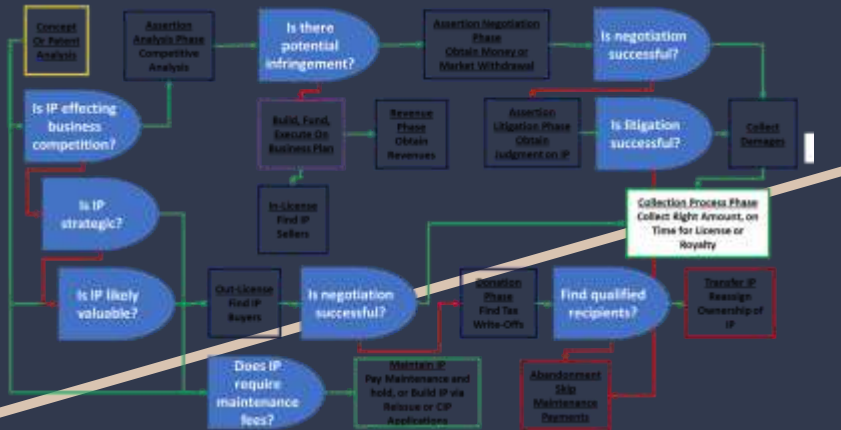 Concept
Or Patent
Analysis
Assertion
Analysis Phase
Competitive
Analysis
Is there
potential
infringement?
Assertion Negotiation
Phase
Obtain Money or
Market Withdrawal
Is negotiation
successful?
Is IP effecting
business
competition?
Build, Fund,
Execute On
Business Plan
Revenue
Phase
Obtain
Revenues
Assertion
Litigation Phase
Obtain
Judgment on IP
Is litigation
successful?
Collect
Damages
Is IP
strategic?
In-License
Find IP
Sellers
Collection Process Phase
Collect Right Amount, on
Time for License or
Royalty
Is IP likely
valuable?
Out-License
Find IP
Buyers
Is negotiation
successful?
Donation
Phase
Find Tax
Write-Offs
Find qualified
recipients?
Transfer IP
Reassign
Ownership of
IP
Does IP
require
maintenance
fees?
Maintain IP
Pay Maintenance and
hold, or Build IP via
Reissue or CIP
Applications
Abandonment
Skip
Maintenance
Payments